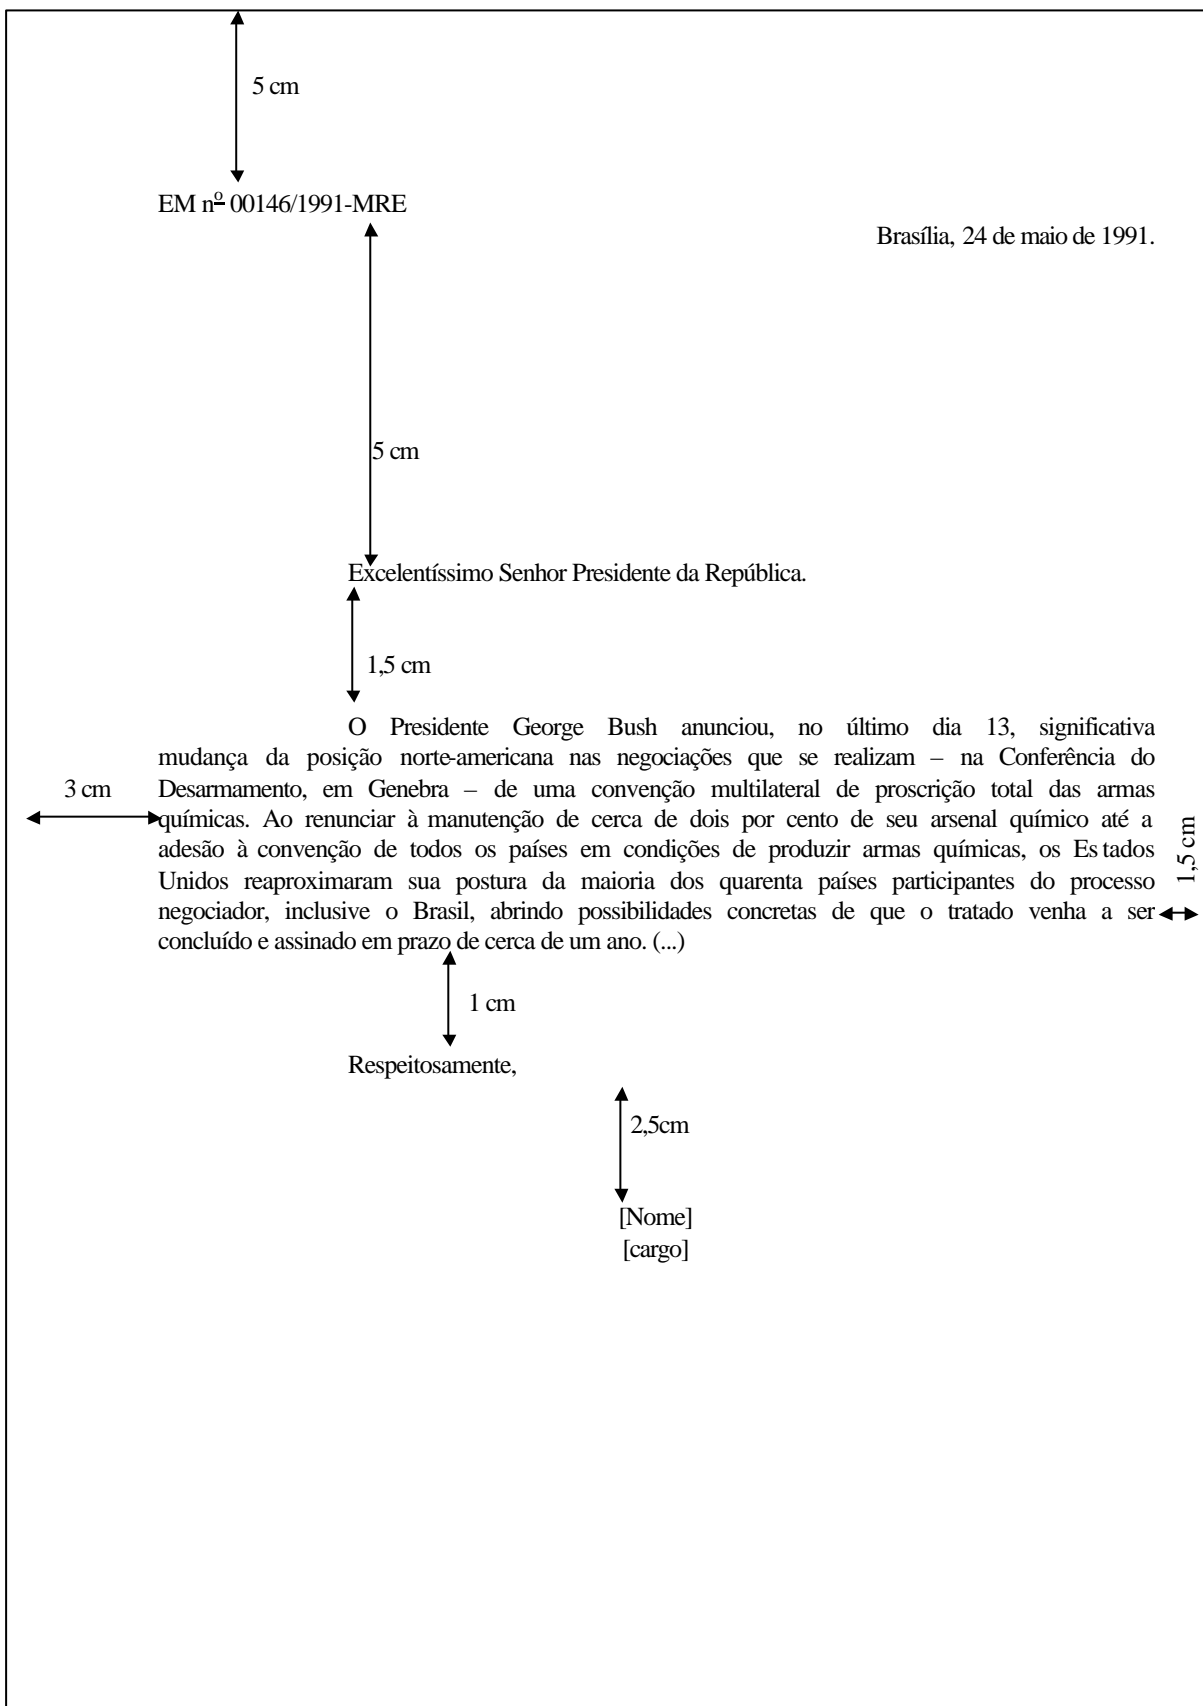 5 cm
EM nº 00146/1991-MRE
Brasília, 24 de maio de 1991.
5 cm
Excelentíssimo Senhor Presidente da República.
1,5 cm
O Presidente George Bush anunciou, no último dia 13, significativa
mudança da posição norte-americana nas negociações que se realizam – na Conferência do
3 cm
Desarmamento, em Genebra – de uma convenção multilateral de proscrição total das armas
químicas. Ao renunciar à manutenção de cerca de dois por cento de seu arsenal químico até a
adesão à convenção de todos os países em condições de produzir armas químicas, os Es tados
Unidos reaproximaram sua postura da maioria dos quarenta países participantes do processo
negociador, inclusive o Brasil, abrindo possibilidades concretas de que o tratado venha a ser
concluído e assinado em prazo de cerca de um ano. (...)
1,5 cm
1 cm
Respeitosamente,
2,5cm
[Nome]
[cargo]